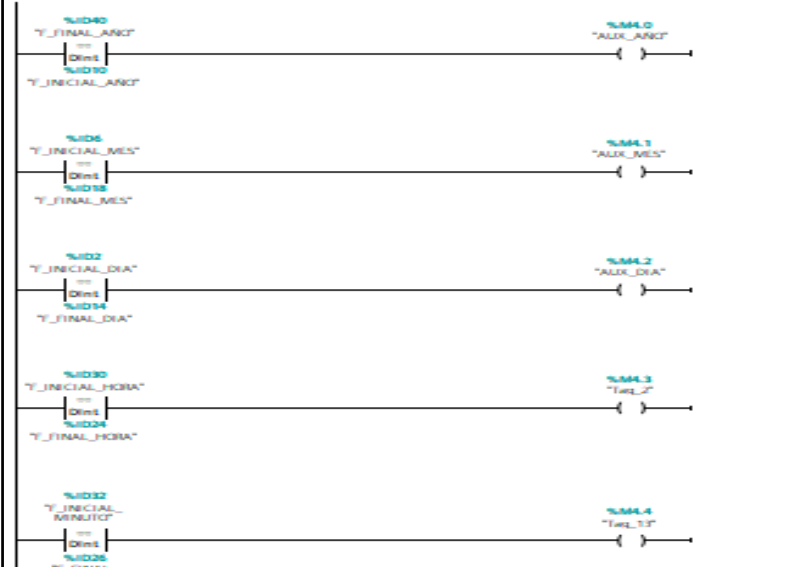 %ID40
"F_FINAL_AÑO"
%M4.0
"AUX_AÑO"
==
DInt
%ID10
"F_INICIAL_AÑO"
%ID6
"F_INICIAL_MES"
%M4.1
"AUX_MES"
==
DInt
%ID18
"F_FINAL_MES"
%ID2
"F_INICIAL_DIA"
%M4.2
"AUX_DIA"
==
DInt
%ID14
"F_FINAL_DIA"
%ID30
"F_INICIAL_HORA"
%M4.3
"Tag_2"
==
DInt
%ID24
"F_FINAL_HORA"
%ID32
"F_INICIAL_
MINUTO"
%M4.4
"Tag_13"
==
DInt
%ID26